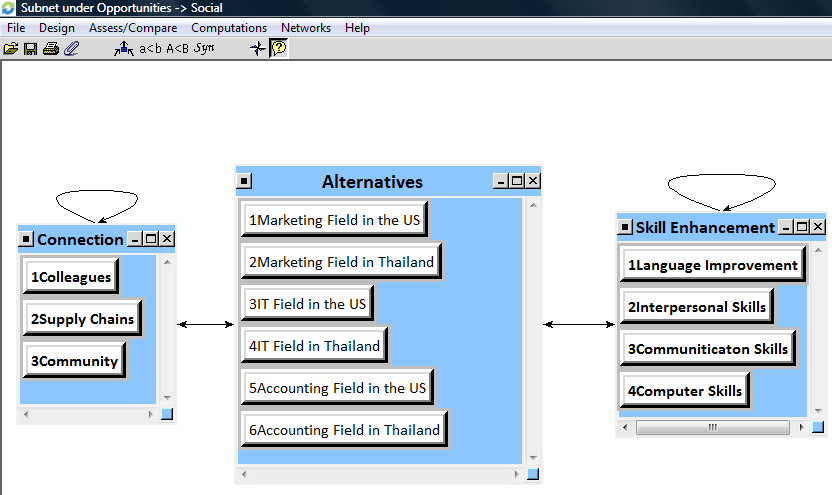 Subnet under Opportunities -> Social
File Design Assess/Compare Computations Networks Help
a<b A<B Syn
Alternatives
1Marketing Field in the US
2Marketing Field in Thailand
3IT Field in the US
4IT Field in Thailand
5Accounting Field in the US
6Accounting Field in Thailand
Connection
1Colleagues
2Supply Chains
3Community
Skill Enhancement
1Language Improvement
2Interpersonal Skills
3Communiticaton Skills
4Computer Skills